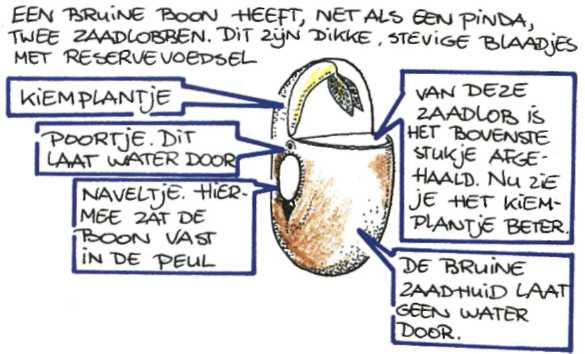 EEN BRUINE BOON HEEFT, NET ALS EEN PINDA,
TWEE ZAADLOBBEN. DIT ZIJN DIKKE, STEVIGE BLAADJES
MET RESERVEVOEDSEL
KIEMPLANTJE
POORTJE. DIT
LAAT WATER DOOR
NAVELTJE. HIER-
MEE ZAT DE
BOON VAST
IN DE PEUL
VAN DEZE
ZAADLOB IS
HET BOVENSTE
STUKJE AFGE-
HAALD. NU ZIE
JE HET KIEM-
PLANTJE BETER.
DE BRUINE
ZAADHUID LAAT
GEEN WATER
DOOR.